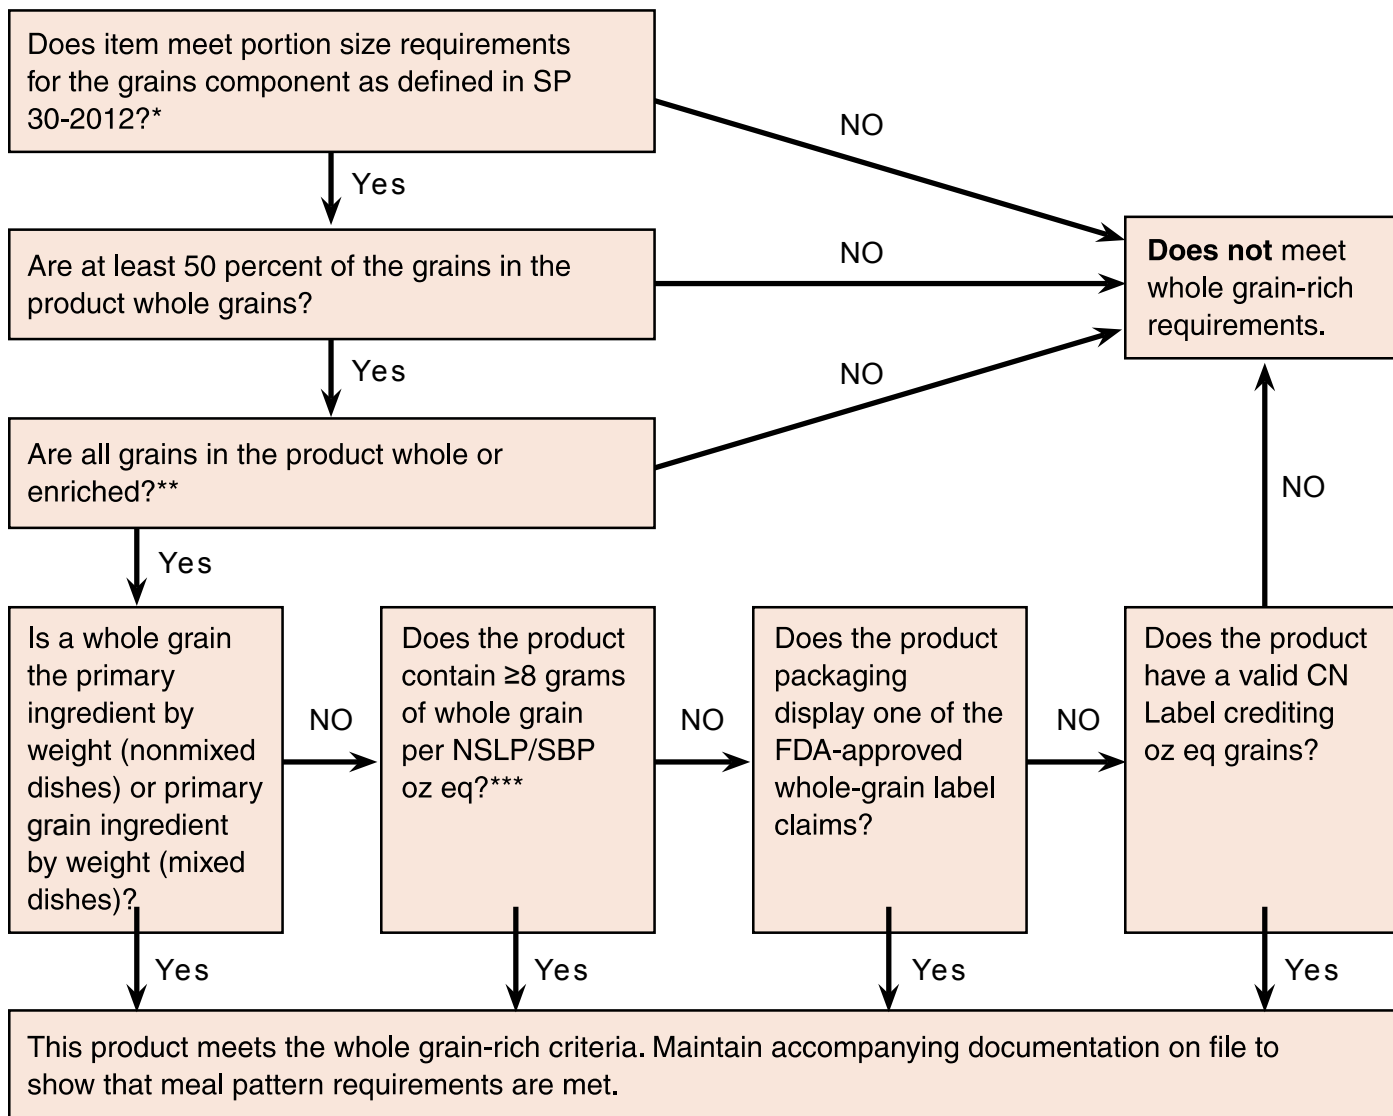 Does item meet portion size requirements
for the grains component as defined in SP
30-2012?*
NO
Yes
Are at least 50 percent of the grains in the
product whole grains?
NO
Does not meet
whole grain-rich
requirements.
Yes
NO
Are all grains in the product whole or
enriched?**
NO
Yes
Is a whole grain
the primary
ingredient by
weight (nonmixed
dishes) or primary
grain ingredient
by weight (mixed
dishes)?
NO
Does the product
contain ≥8 grams
of whole grain
per NSLP/SBP
oz eq?***
NO
Does the product
packaging
display one of the
FDA-approved
whole-grain label
claims?
NO
Does the product
have a valid CN
Label crediting
oz eq grains?
Yes
Yes
Yes
Yes
This product meets the whole grain-rich criteria. Maintain accompanying documentation on file to
show that meal pattern requirements are met.